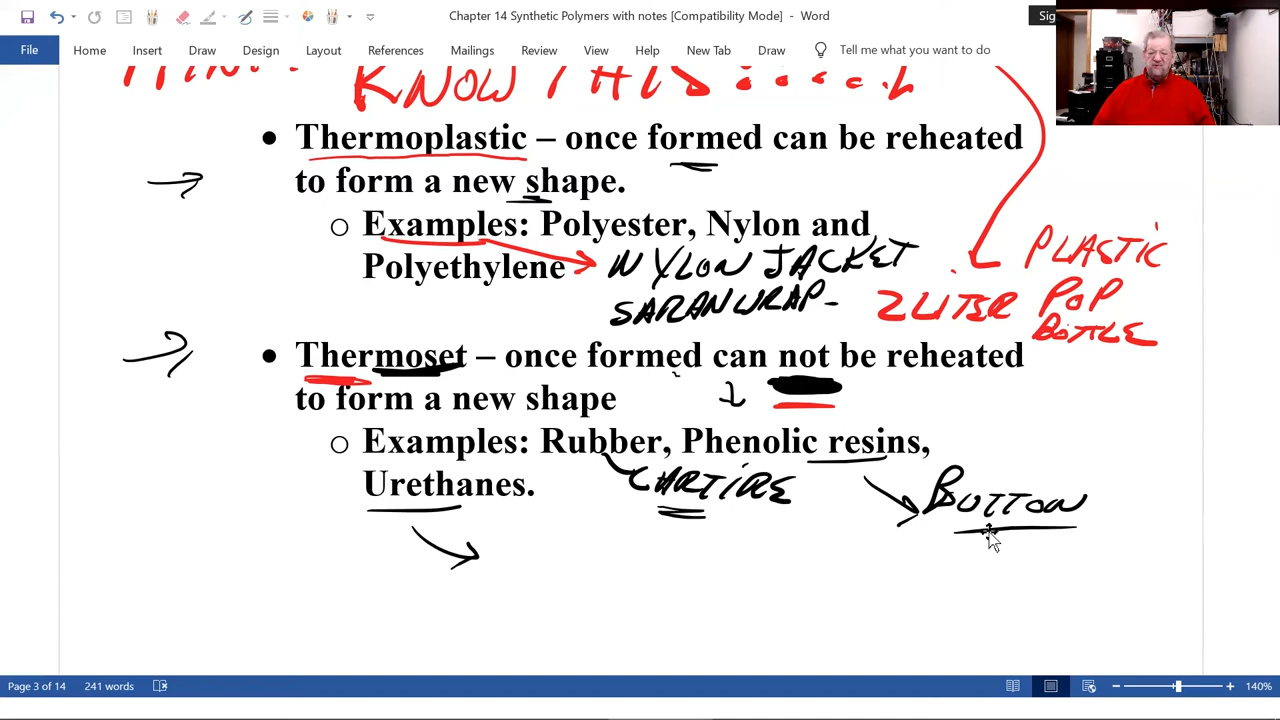 Chapter 14 Synthetic Polymers with notes [Compatibility Mode] - Word
File Home Insert Draw Design Layout References Mailings Review View Help New Tab Draw Tell me what you want to do
KNOW THIS
• Thermoplastic – once formed can be reheated
to form a new shape.
o Examples: Polyester, Nylon and
Polyethylene
NYLON JACKET
SARAN WRAP-
PLASTIC
2 LITER POP
BOTTLE
• Thermoset – once formed can not be reheated
to form a new shape
o Examples: Rubber, Phenolic resins,
Urethanes.
CAR TIRE
BUTTON
Page 3 of 14 241 words 140%